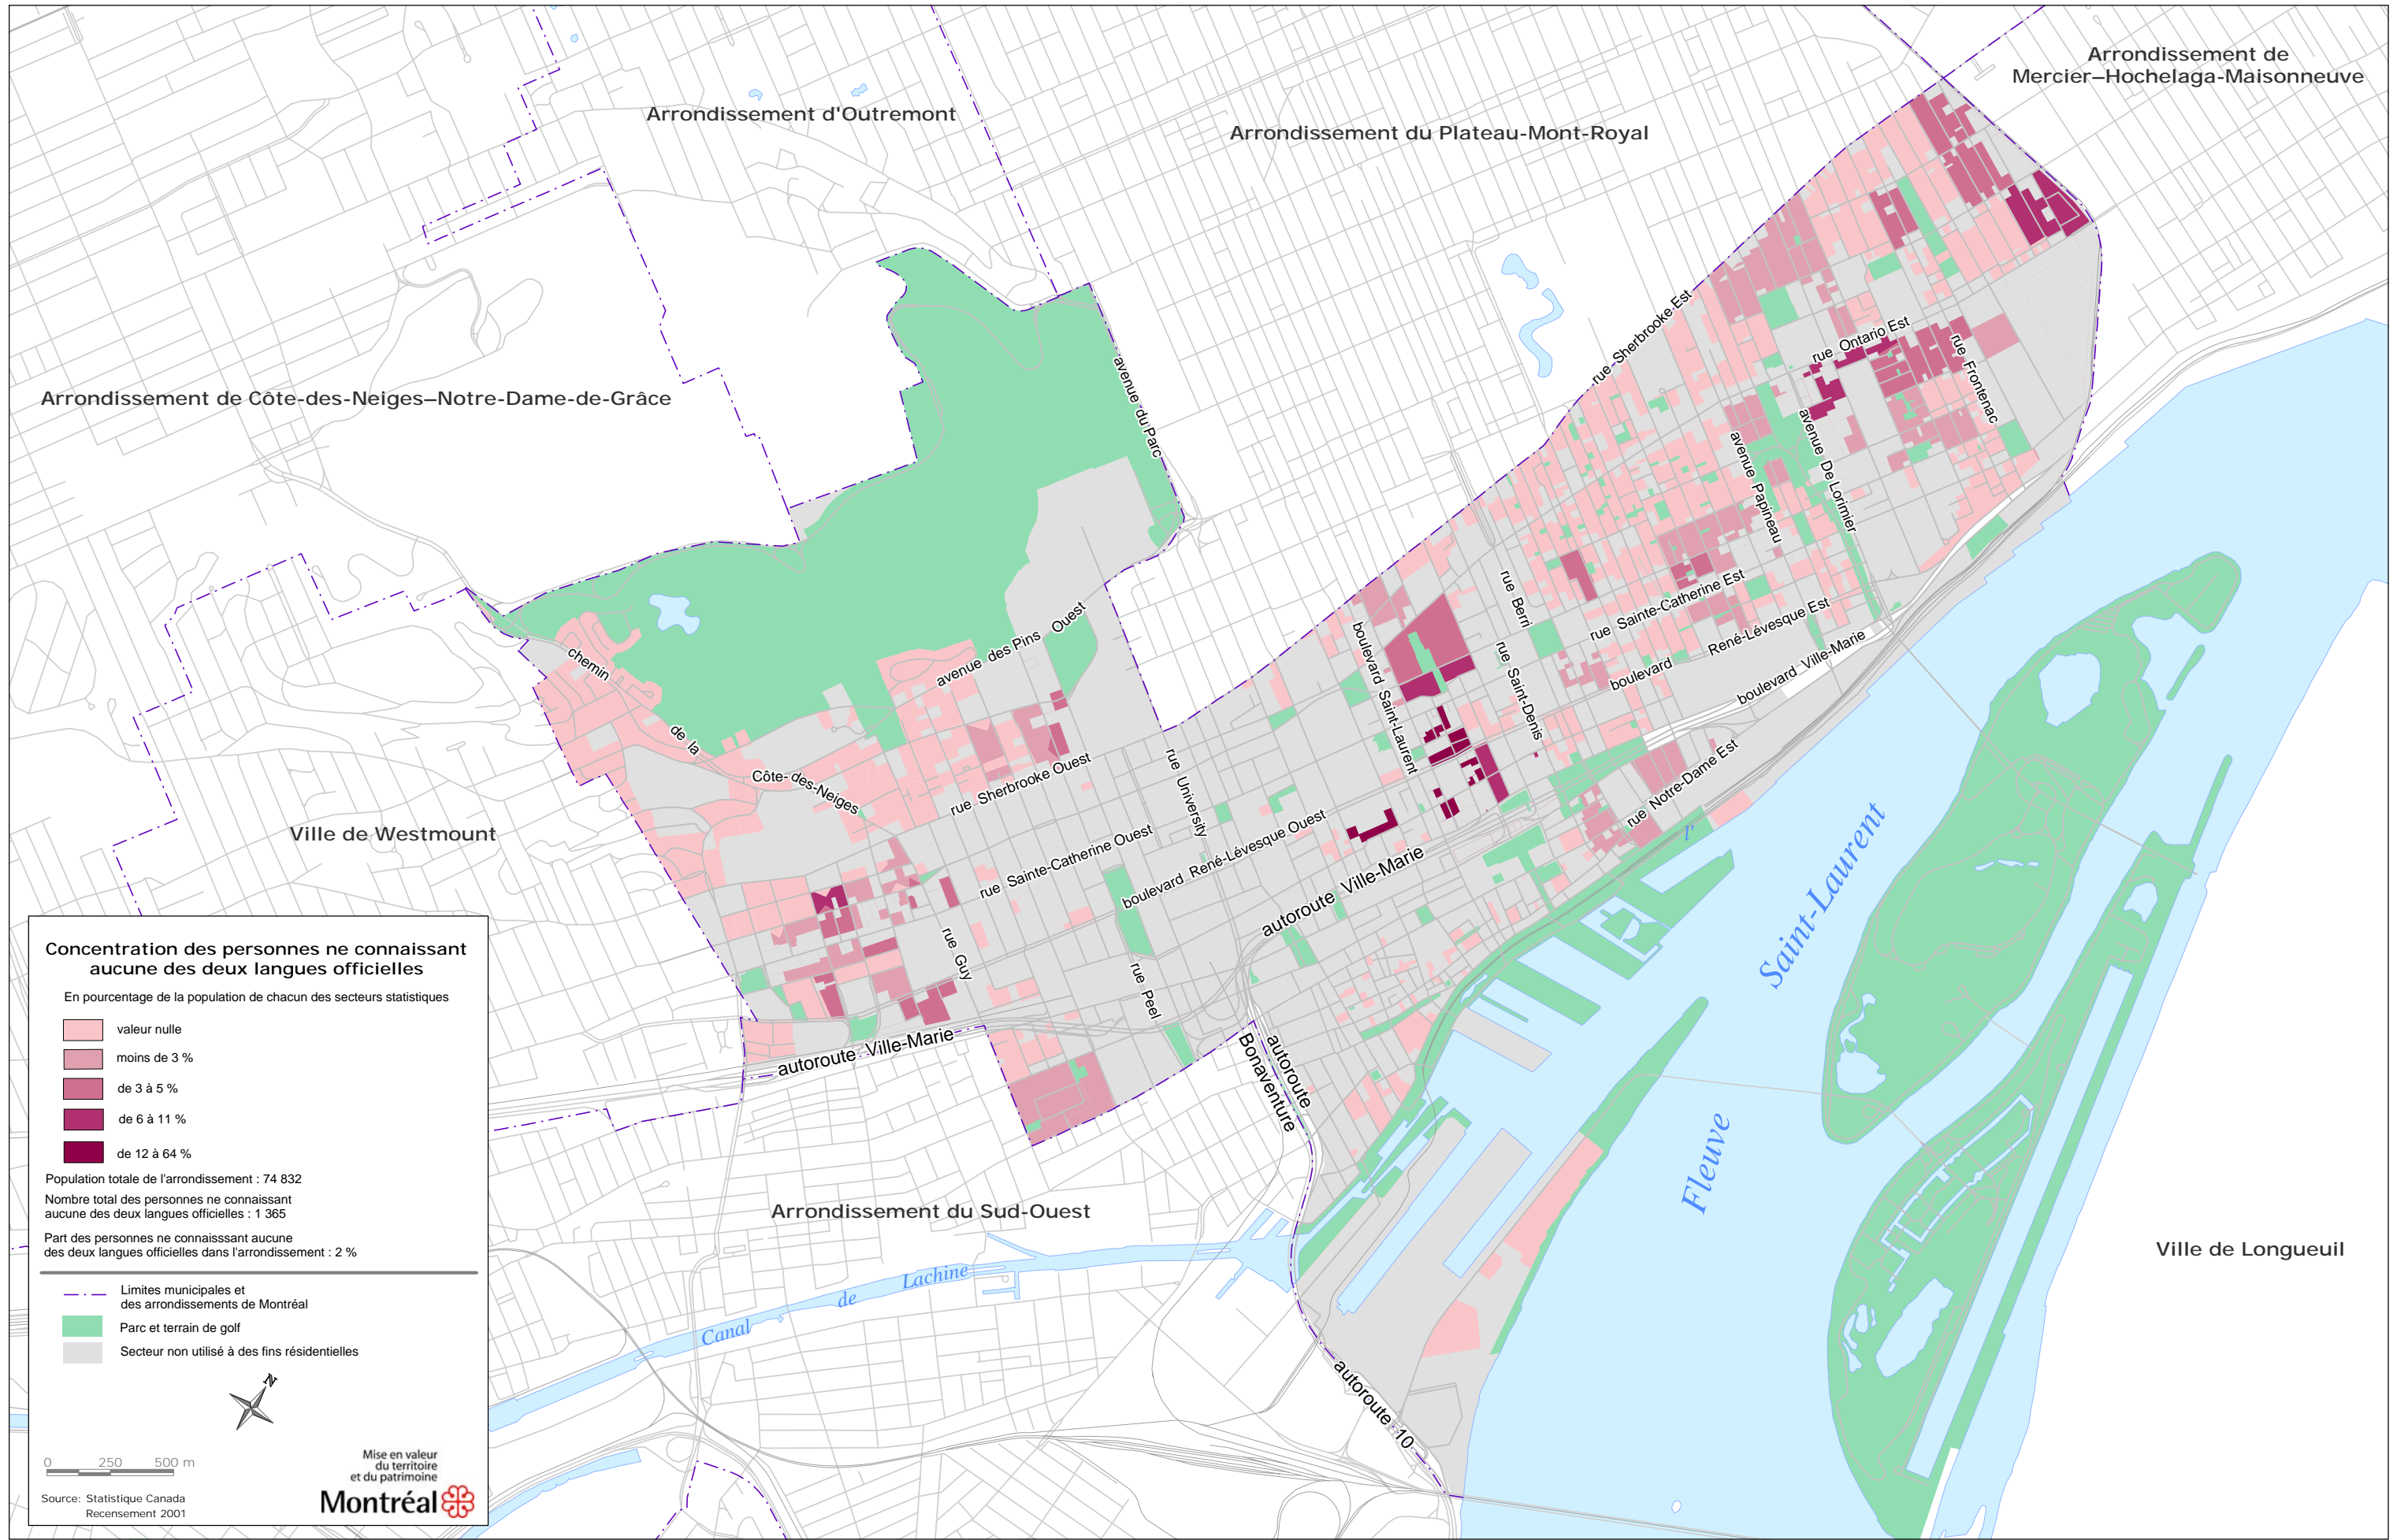 Arrondissement de
Mercier–Hochelaga-Maisonneuve
Arrondissement d'Outremont
Arrondissement du Plateau-Mont-Royal
Arrondissement de Côte-des-Neiges–Notre-Dame-de-Grâce
avenue du Parc
rue Sherbrooke Est
rue Ontario Est
rue Frontenac
avenue De Lorimier
avenue Papineau
rue Berri
rue Sainte-Catherine Est
boulevard René-Lévesque Est
boulevard Ville-Marie
avenue des Pins Ouest
boulevard Saint-Laurent
rue Saint-Denis
chemin de la Côte-des-Neiges
rue Sherbrooke Ouest
rue University
rue Notre-Dame Est
Ville de Westmount
rue Sainte-Catherine Ouest
boulevard René-Lévesque Ouest
autoroute Ville-Marie
rue Guy
rue Peel
autoroute Ville-Marie
autoroute
Bonaventure
Fleuve Saint-Laurent
l'
Arrondissement du Sud-Ouest
Ville de Longueuil
Canal de Lachine
autoroute 10
Concentration des personnes ne connaissant
aucune des deux langues officielles
En pourcentage de la population de chacun des secteurs statistiques
valeur nulle
moins de 3 %
de 3 à 5 %
de 6 à 11 %
de 12 à 64 %
Population totale de l'arrondissement : 74 832
Nombre total des personnes ne connaissant
aucune des deux langues officielles : 1 365
Part des personnes ne connaisssant aucune
des deux langues officielles dans l'arrondissement : 2 %
Limites municipales et
des arrondissements de Montréal
Parc et terrain de golf
Secteur non utilisé à des fins résidentielles
N
0 250 500 m
Mise en valeur
du territoire
et du patrimoine
Montréal
Source: Statistique Canada
Recensement 2001